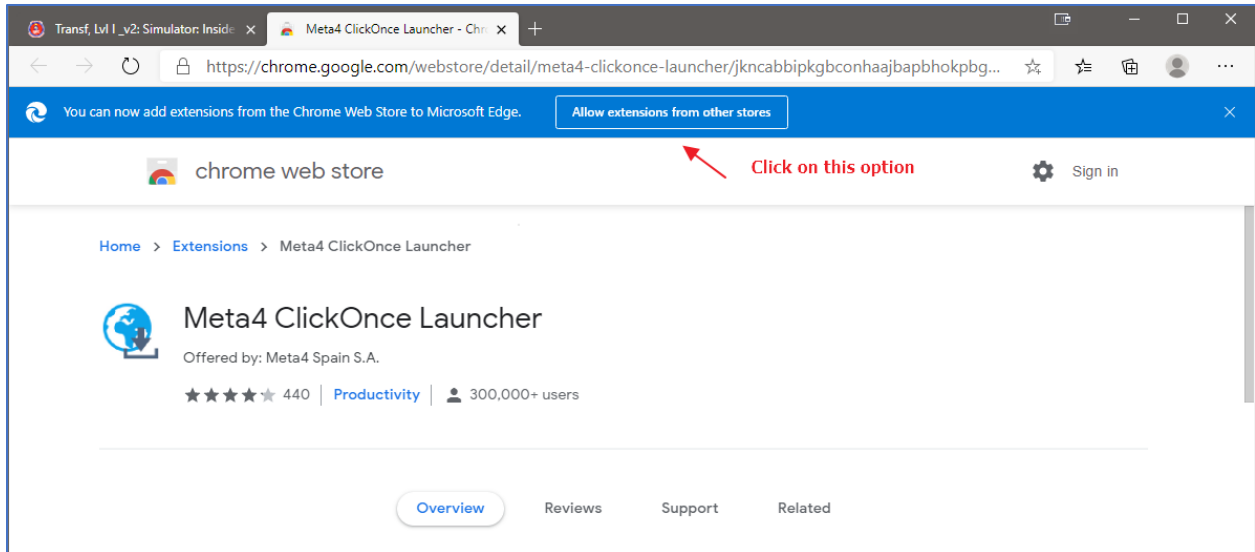 Transf, Lvl I _v2: Simulator: Inside
Meta4 ClickOnce Launcher - Chr
https://chrome.google.com/webstore/detail/meta4-clickonce-launcher/jkncabbipkgbconhaajbapbhokpbg...
You can now add extensions from the Chrome Web Store to Microsoft Edge. Allow extensions from other stores
chrome web store
Click on this option
Sign in
Home > Extensions > Meta4 ClickOnce Launcher
Meta4 ClickOnce Launcher
Offered by: Meta4 Spain S.A.
440 | Productivity | 300,000+ users
Overview Reviews Support Related